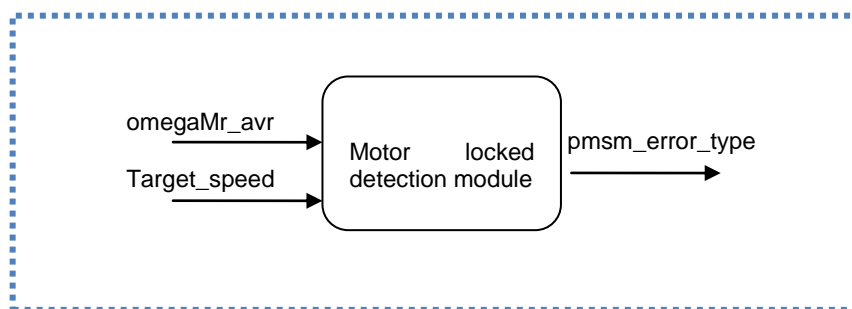 omegaMr_avr
Target_speed
Motor locked
detection module
pmsm_error_type